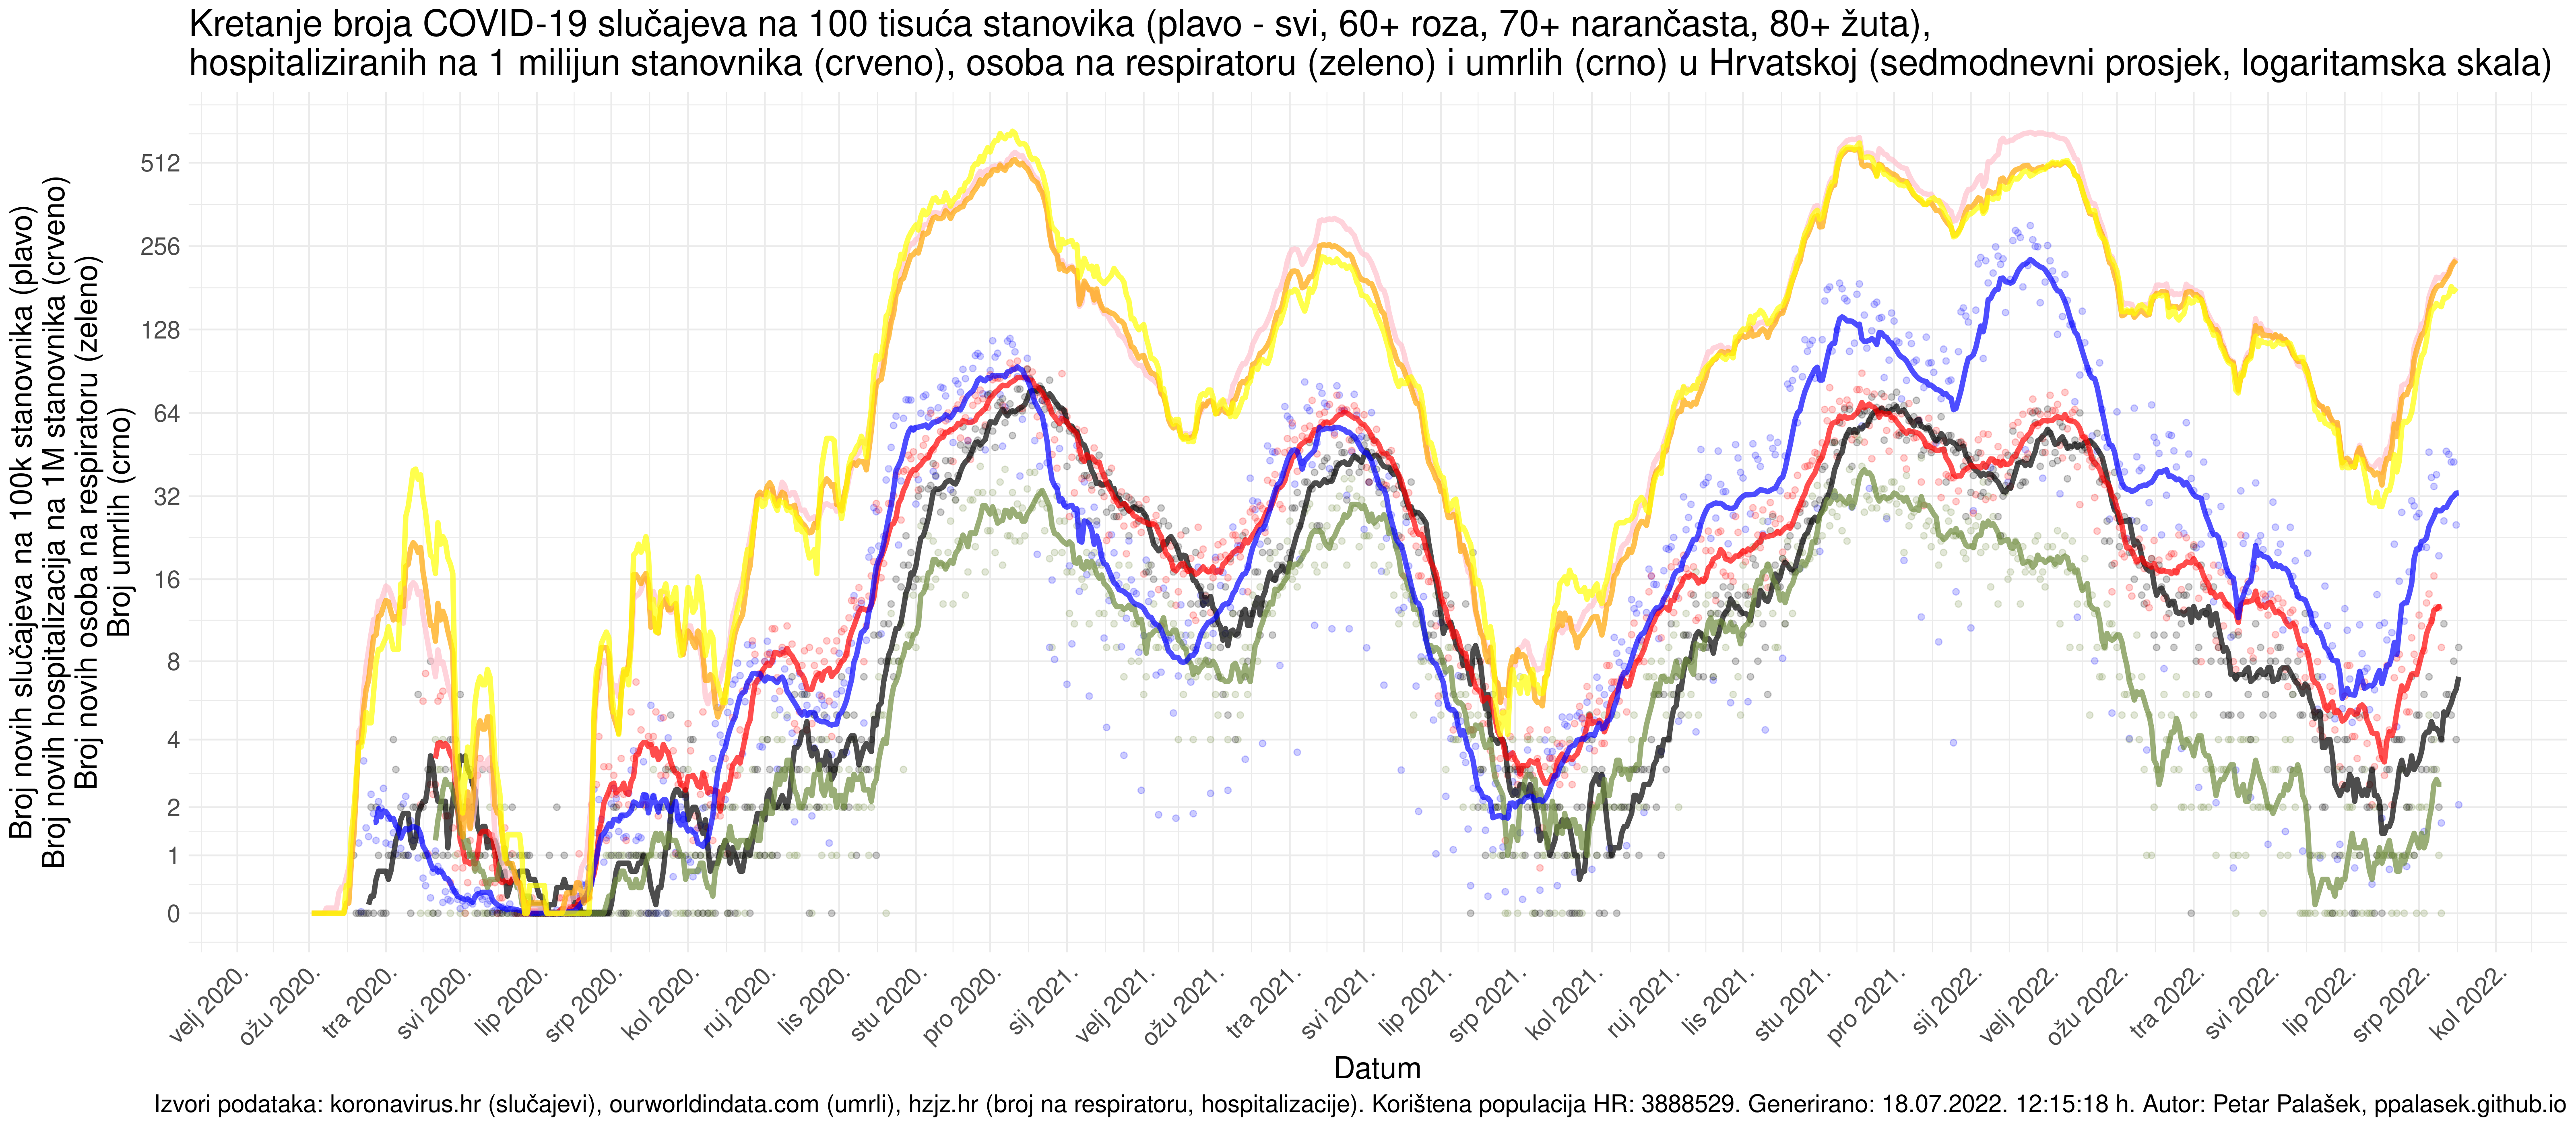 Kretanje broja COVID-19 slučajeva na 100 tisuća stanovika (plavo - svi, 60+ roza, 70+ narančasta, 80+ žuta),
hospitaliziranih na 1 milijun stanovnika (crveno), osoba na respiratoru (zeleno) i umrlih (crno) u Hrvatskoj (sedmodnevni prosjek, logaritamska skala)
Broj novih slučajeva na 100k stanovnika (plavo)
Broj novih hospitalizacija na 1M stanovnika (crveno)
Broj novih osoba na respiratoru (zeleno)
Broj umrlih (crno)
512
256
128
64
32
16
8
4
2
1
0
velj 2020.
ožu 2020.
tra 2020.
svi 2020.
lip 2020.
srp 2020.
kol 2020.
ruj 2020.
lis 2020.
stu 2020.
pro 2020.
sij 2021.
velj 2021.
ožu 2021.
tra 2021.
svi 2021.
lip 2021.
srp 2021.
kol 2021.
ruj 2021.
lis 2021.
stu 2021.
pro 2021.
sij 2022.
velj 2022.
ožu 2022.
tra 2022.
svi 2022.
lip 2022.
srp 2022.
kol 2022.
Datum
Izvori podataka: koronavirus.hr (slučajevi), ourworldindata.com (umrli), hzjz.hr (broj na respiratoru, hospitalizacije). Korištena populacija HR: 3888529. Generirano: 18.07.2022. 12:15:18 h. Autor: Petar Palašek, ppalasek.github.io